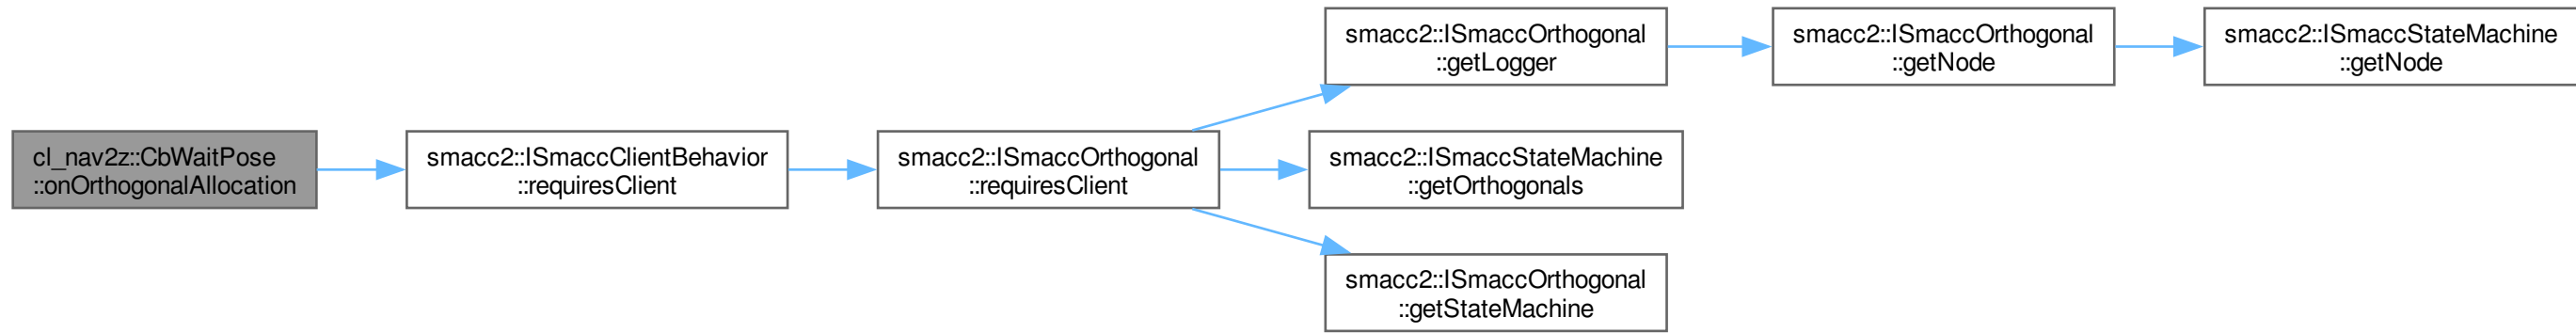 cl_nav2z::CbWaitPose
::onOrthogonalAllocation
smacc2::ISmaccClientBehavior
::requiresClient
smacc2::ISmaccOrthogonal
::requiresClient
smacc2::ISmaccOrthogonal
::getLogger
smacc2::ISmaccOrthogonal
::getNode
smacc2::ISmaccStateMachine
::getNode
smacc2::ISmaccStateMachine
::getOrthogonals
smacc2::ISmaccOrthogonal
::getStateMachine